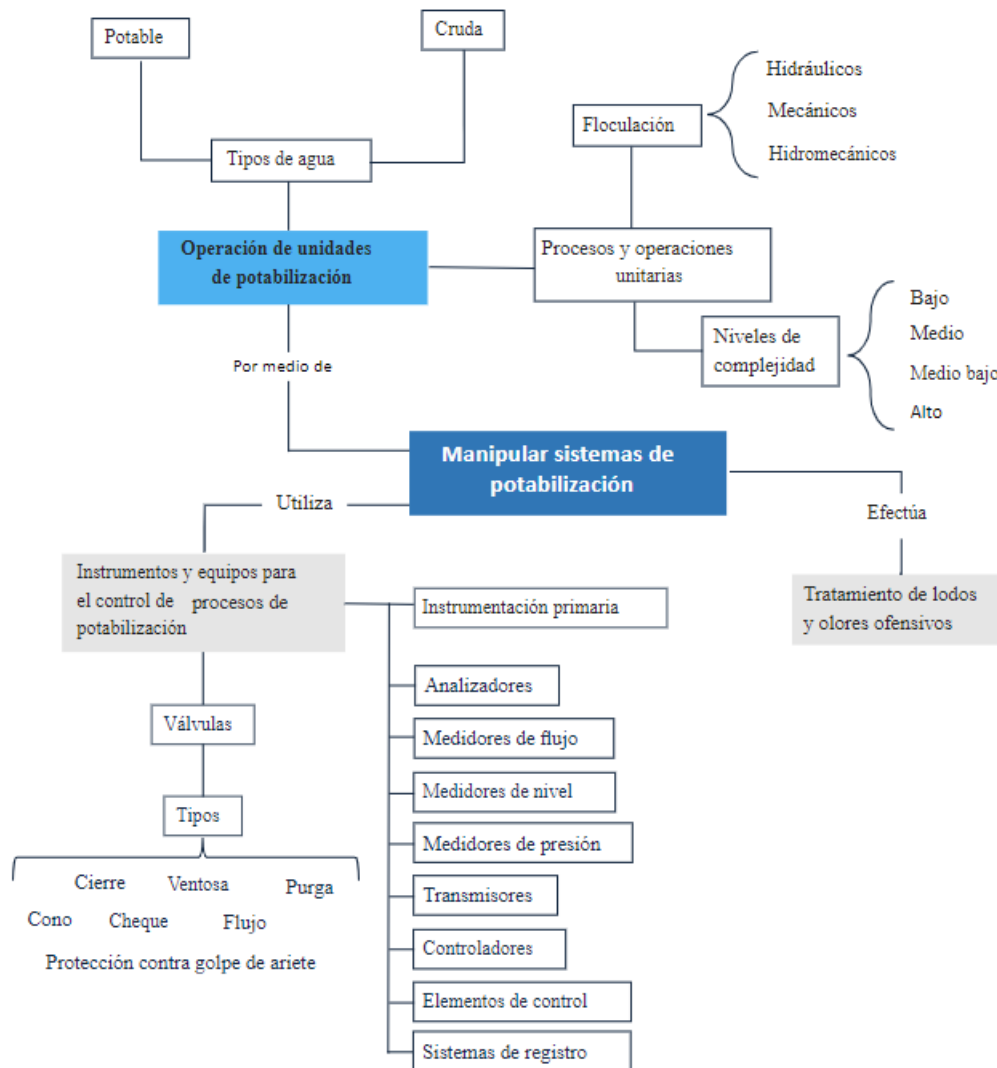 Potable
Cruda
Tipos de agua
Floculación
Hidráulicos
Mecánicos
Hidromecánicos
Operación de unidades
de potabilización
Procesos y operaciones
unitarias
Niveles de
complejidad
Bajo
Medio
Medio bajo
Alto
Por medio de
Manipular sistemas de
potabilización
Utiliza
Efectúa
Instrumentos y equipos para
el control de procesos de
potabilización
Tratamiento de lodos
y olores ofensivos
Instrumentación primaria
Analizadores
Medidores de flujo
Medidores de nivel
Medidores de presión
Transmisores
Controladores
Elementos de control
Sistemas de registro
Válvulas
Tipos
Cierre Ventosa Purga
Cono Cheque Flujo
Protección contra golpe de ariete